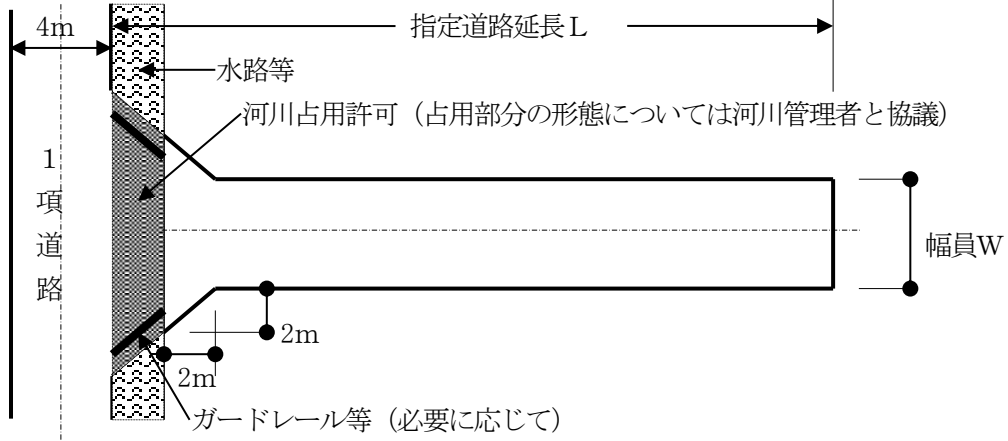 4m
指定道路延長L
水路等
河川占用許可（占用部分の形態については河川管理者と協議）
1項道路
幅員W
2m
2m
ガードレール等（必要に応じて）